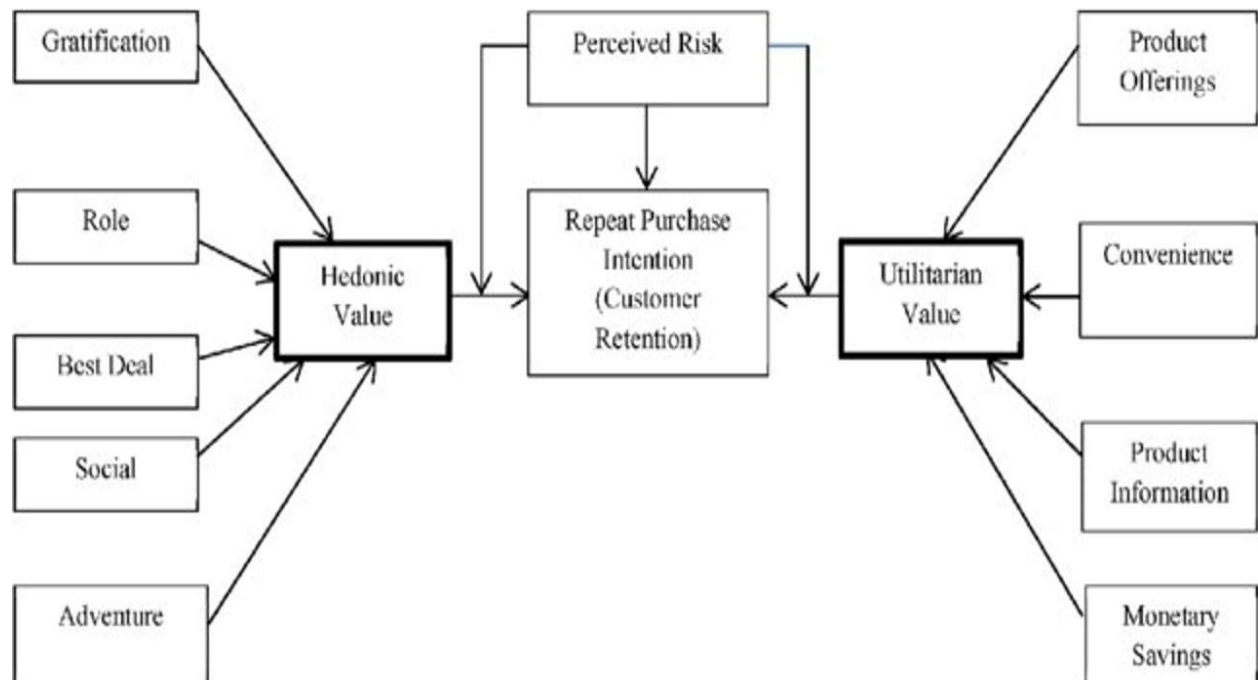 Gratification
Perceived Risk
Product
Offerings
Role
Repeat Purchase
Intention
(Customer
Retention)
Hedonic
Value
Utilitarian
Value
Convenience
Best Deal
Social
Product
Information
Adventure
Monetary
Savings